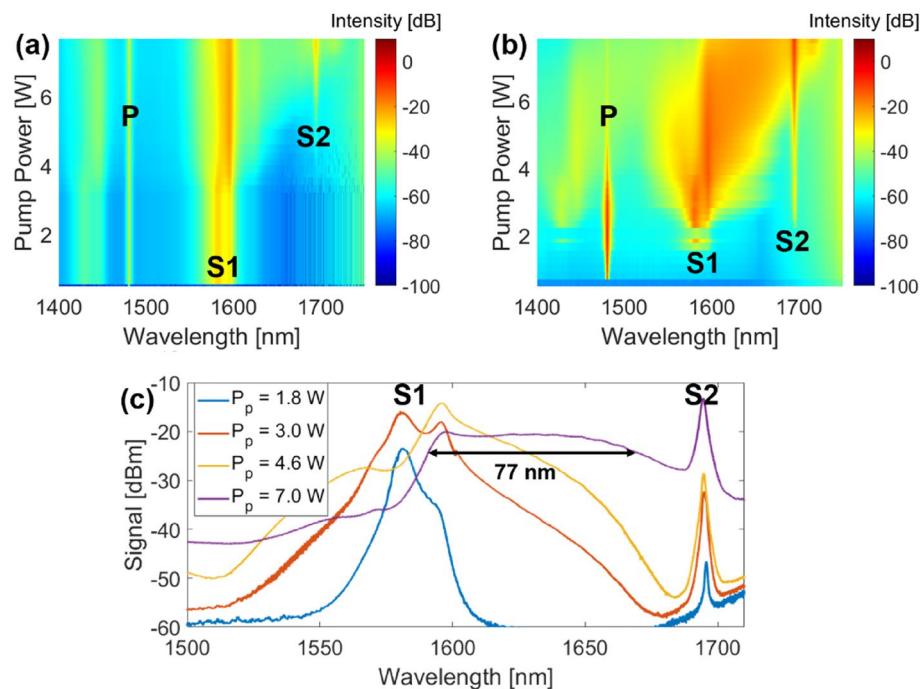 Intensity [dB]
(a)
Pump Power [W]
6
4
2
P
S1
S2
1400 1500 1600 1700
Wavelength [nm]
0
-20
-40
-60
-80
-100
Intensity [dB]
(b)
Pump Power [W]
6
4
2
P
S1
S2
1400 1500 1600 1700
Wavelength [nm]
0
-20
-40
-60
-80
-100
(c)
Signal [dBm]
-10
-20
-30
-40
-50
-60
P_p = 1.8 W
P_p = 3.0 W
P_p = 4.6 W
P_p = 7.0 W
S1
S2
77 nm
1500 1550 1600 1650 1700
Wavelength [nm]